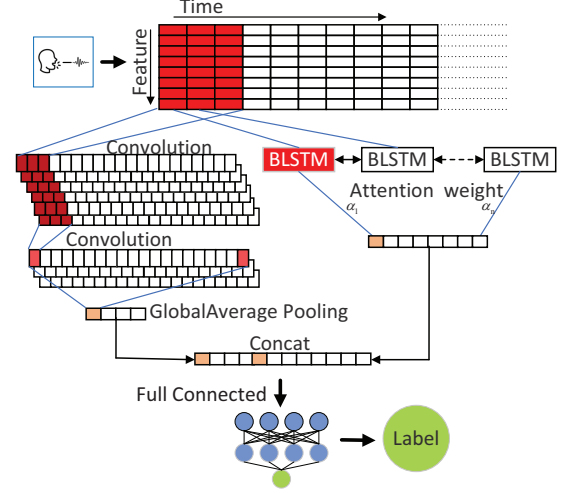 Time
Feature
Convolution
BLSTM
BLSTM
BLSTM
Attention weight
α₁
αₙ
Convolution
GlobalAverage Pooling
Concat
Full Connected
Label